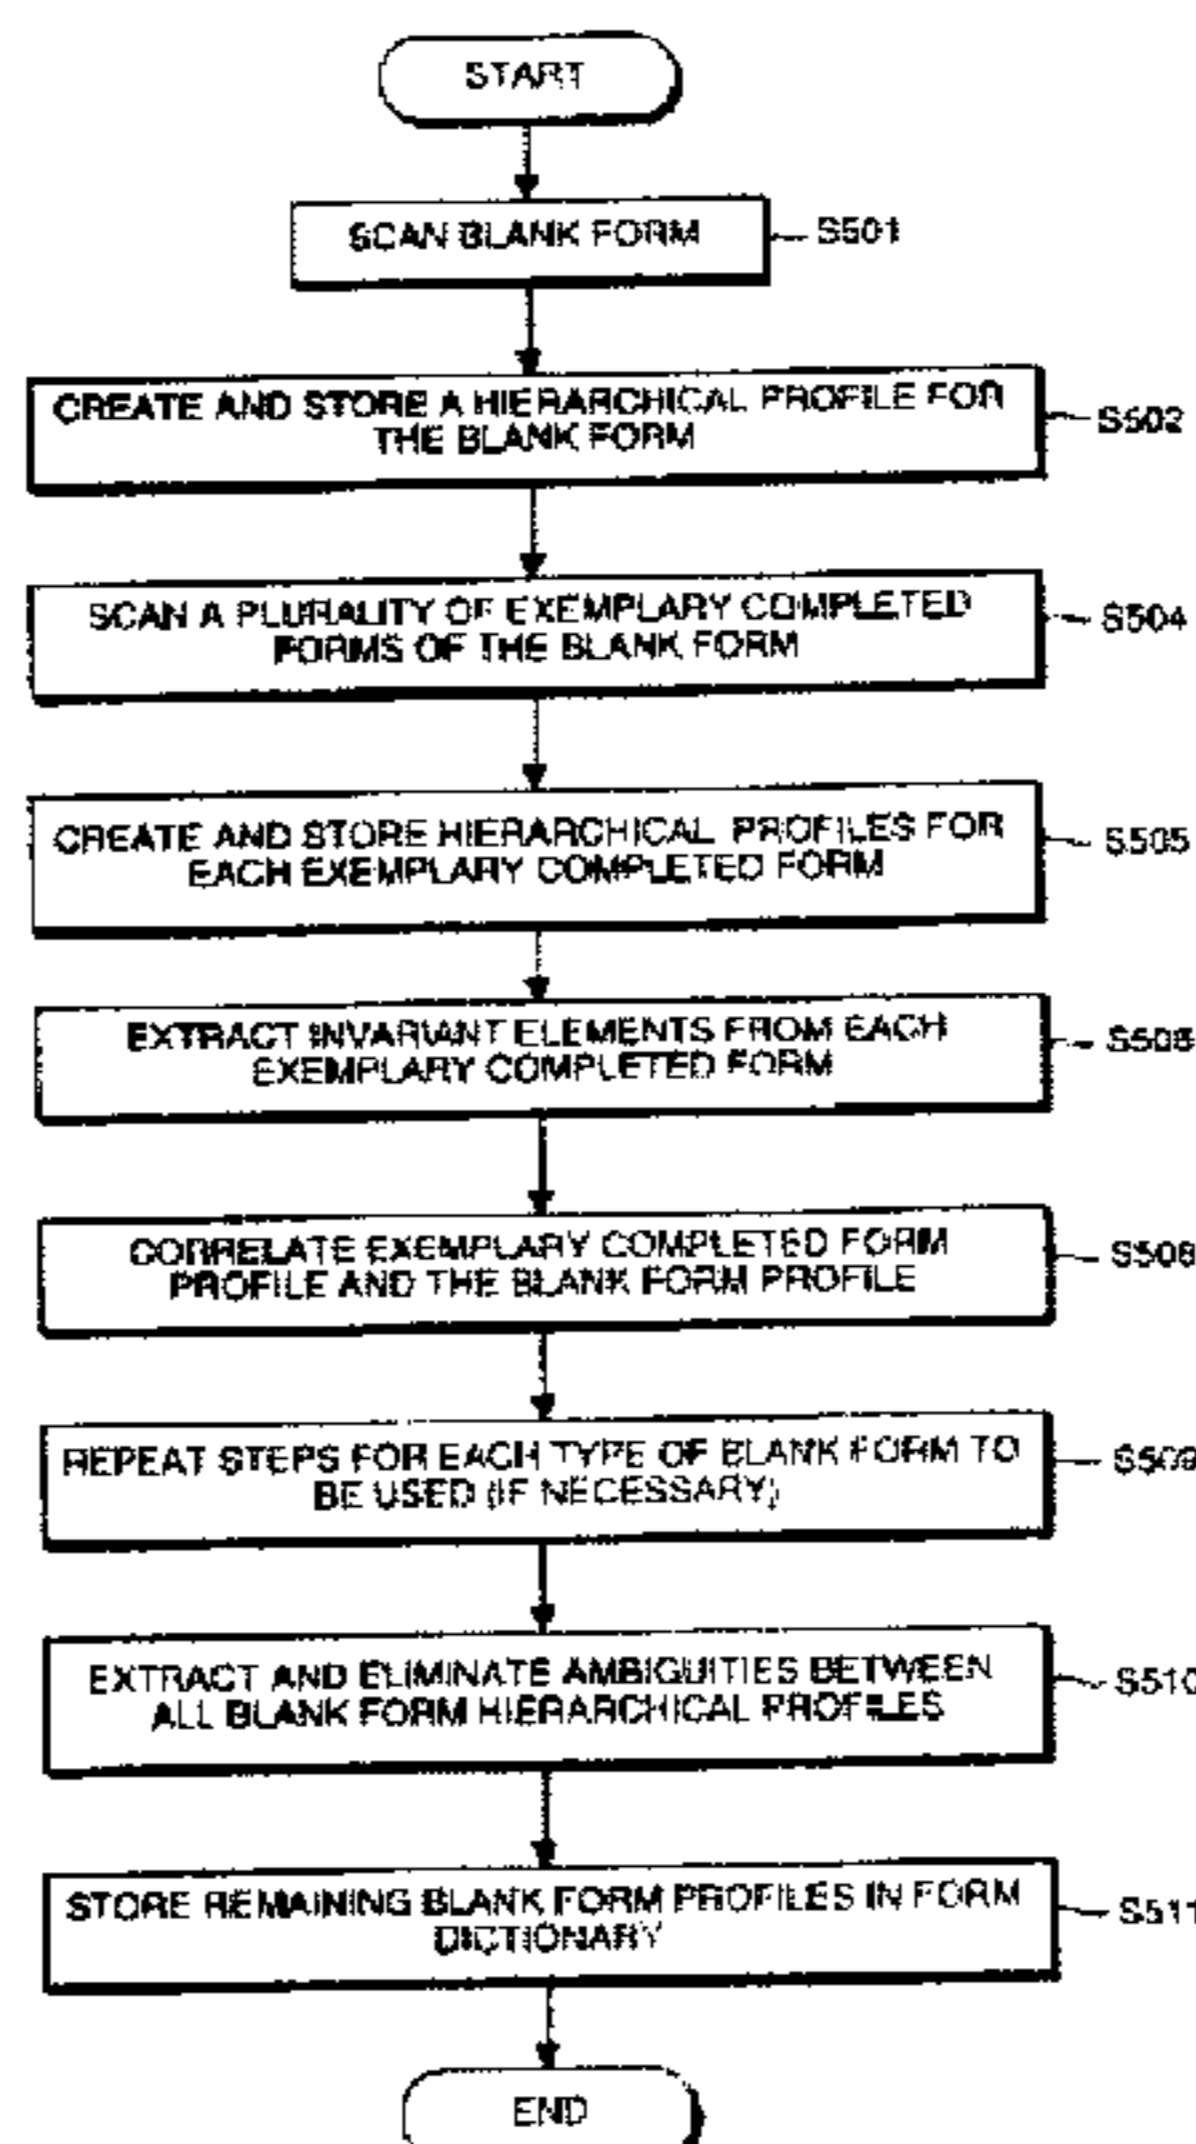 START
SCAN BLANK FORM
S501
CREATE AND STORE A HIERARCHICAL PROFILE FOR
THE BLANK FORM
S502
SCAN A PLURALITY OF EXEMPLARY COMPLETED
FORMS OF THE BLANK FORM
S504
CREATE AND STORE HIERARCHICAL PROFILES FOR
EACH EXEMPLARY COMPLETED FORM
S505
EXTRACT INVARIANT ELEMENTS FROM EACH
EXEMPLARY COMPLETED FORM
CORRELATE EXEMPLARY COMPLETED FORM
PROFILE AND THE BLANK FORM PROFILE
REPEAT STEPS FOR EACH TYPE OF BLANK FORM TO
BE USED (IF NECESSARY)
S509
EXTRACT AND ELIMINATE AMBIGUITIES BETWEEN
ALL BLANK FORM HIERARCHICAL PROFILES
S510
STORE REMAINING BLANK FORM PROFILES IN FORM
DICTIONARY
S511
END